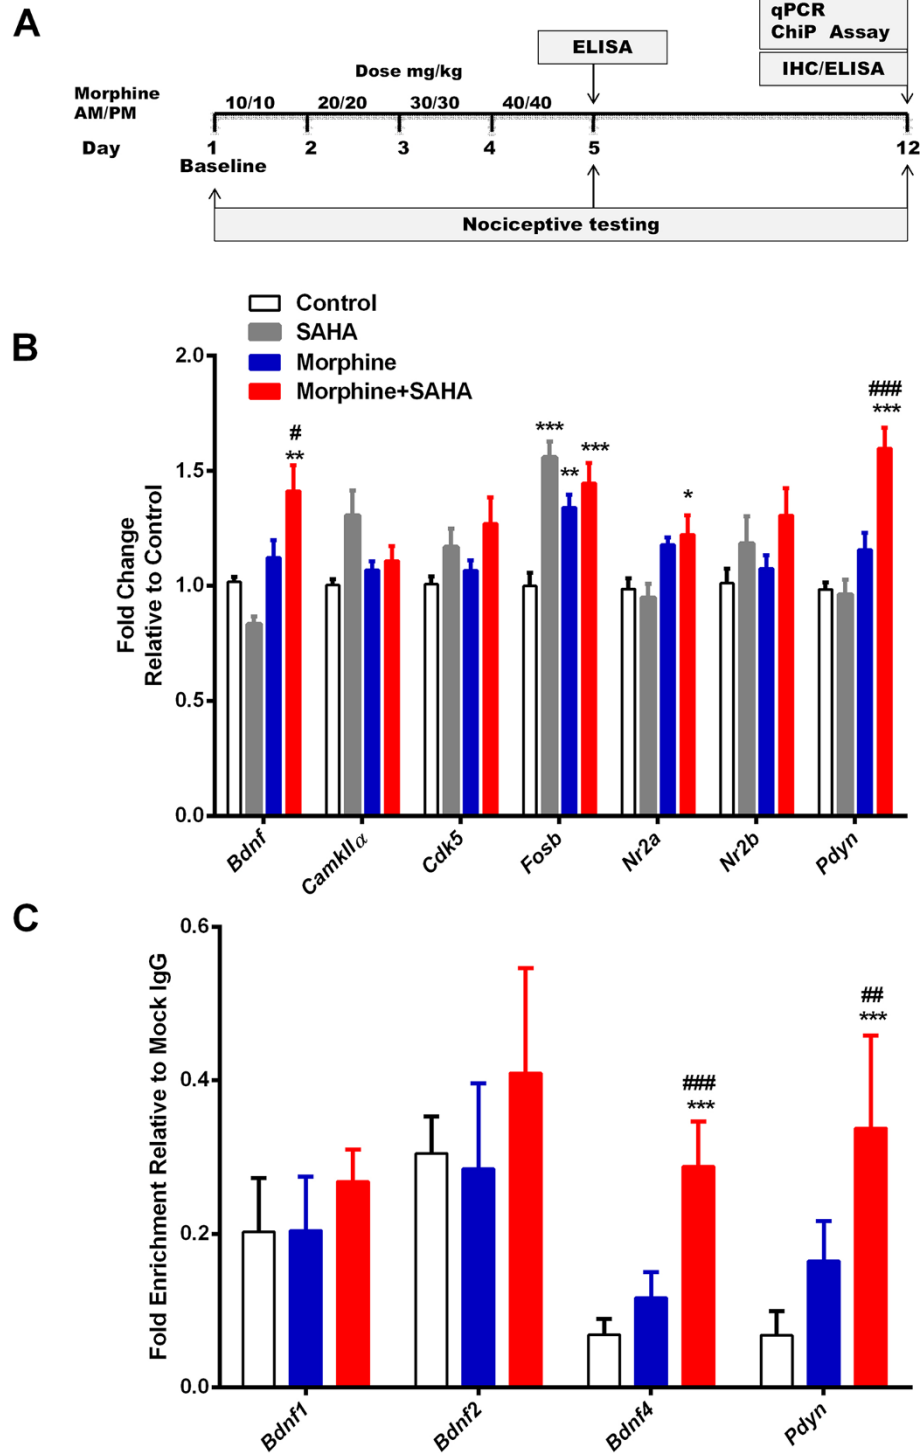 A
qPCR
ChiP Assay
ELISA
IHC/ELISA
Dose mg/kg
Morphine
AM/PM
10/10 20/20 30/30 40/40
Day 1 2 3 4 5 12
Baseline
Nociceptive testing
B
Control
SAHA
Morphine
Morphine+SAHA
Fold Change
Relative to Control
2.0
1.5
1.0
0.5
0.0
#
**
***
**
***
*
###
***
Bdnf CamkIIα Cdk5 Fosb Nr2a Nr2b Pdyn
C
Fold Enrichment Relative to Mock IgG
0.6
0.4
0.2
0.0
###
***
##
***
Bdnf1 Bdnf2 Bdnf4 Pdyn